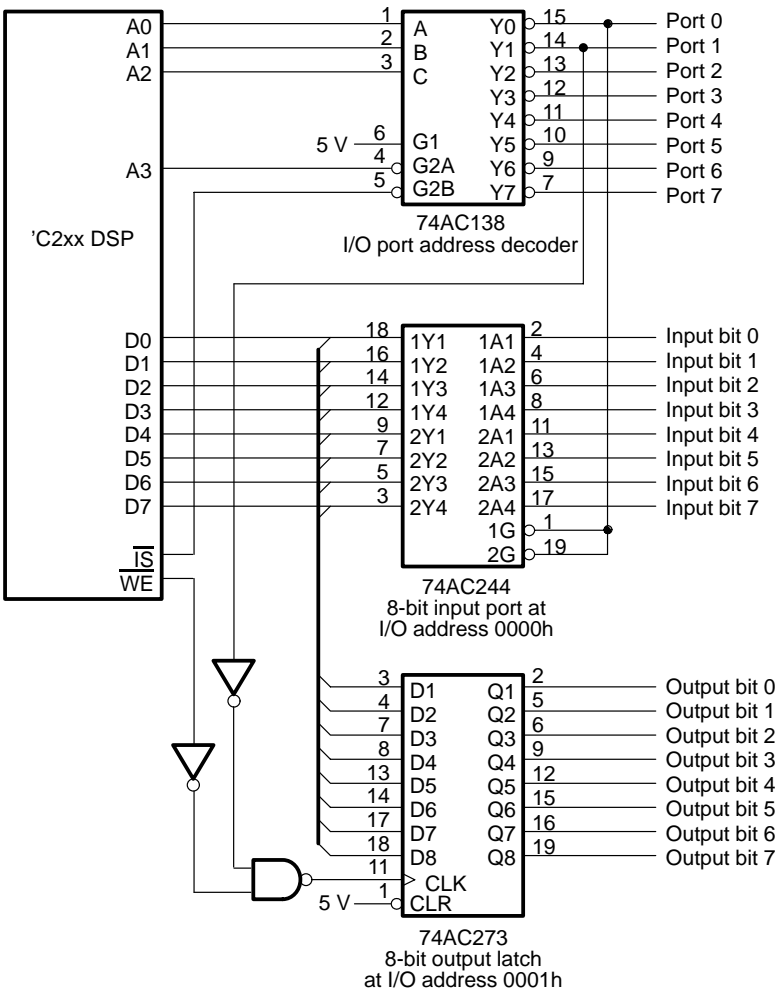 A0 1 A Y0 15 Port 0
A1 2 B Y1 14 Port 1
A2 3 C Y2 13 Port 2
Y3 12 Port 3
Y4 11 Port 4
5 V 6 G1 Y5 10 Port 5
A3 4 G2A Y6 9 Port 6
5 G2B Y7 7 Port 7
74AC138
I/O port address decoder
'C2xx DSP
D0 18 1Y1 1A1 2 Input bit 0
D1 16 1Y2 1A2 4 Input bit 1
D2 14 1Y3 1A3 6 Input bit 2
D3 12 1Y4 1A4 8 Input bit 3
D4 9 2Y1 2A1 11 Input bit 4
D5 7 2Y2 2A2 13 Input bit 5
D6 5 2Y3 2A3 15 Input bit 6
D7 3 2Y4 2A4 17 Input bit 7
1G 1
IS 2G 19
WE
74AC244
8-bit input port at
I/O address 0000h
3 D1 Q1 2 Output bit 0
4 D2 Q2 5 Output bit 1
7 D3 Q3 6 Output bit 2
8 D4 Q4 9 Output bit 3
13 D5 Q5 12 Output bit 4
14 D6 Q6 15 Output bit 5
17 D7 Q7 16 Output bit 6
18 D8 Q8 19 Output bit 7
11 CLK
5 V 1 CLR
74AC273
8-bit output latch
at I/O address 0001h